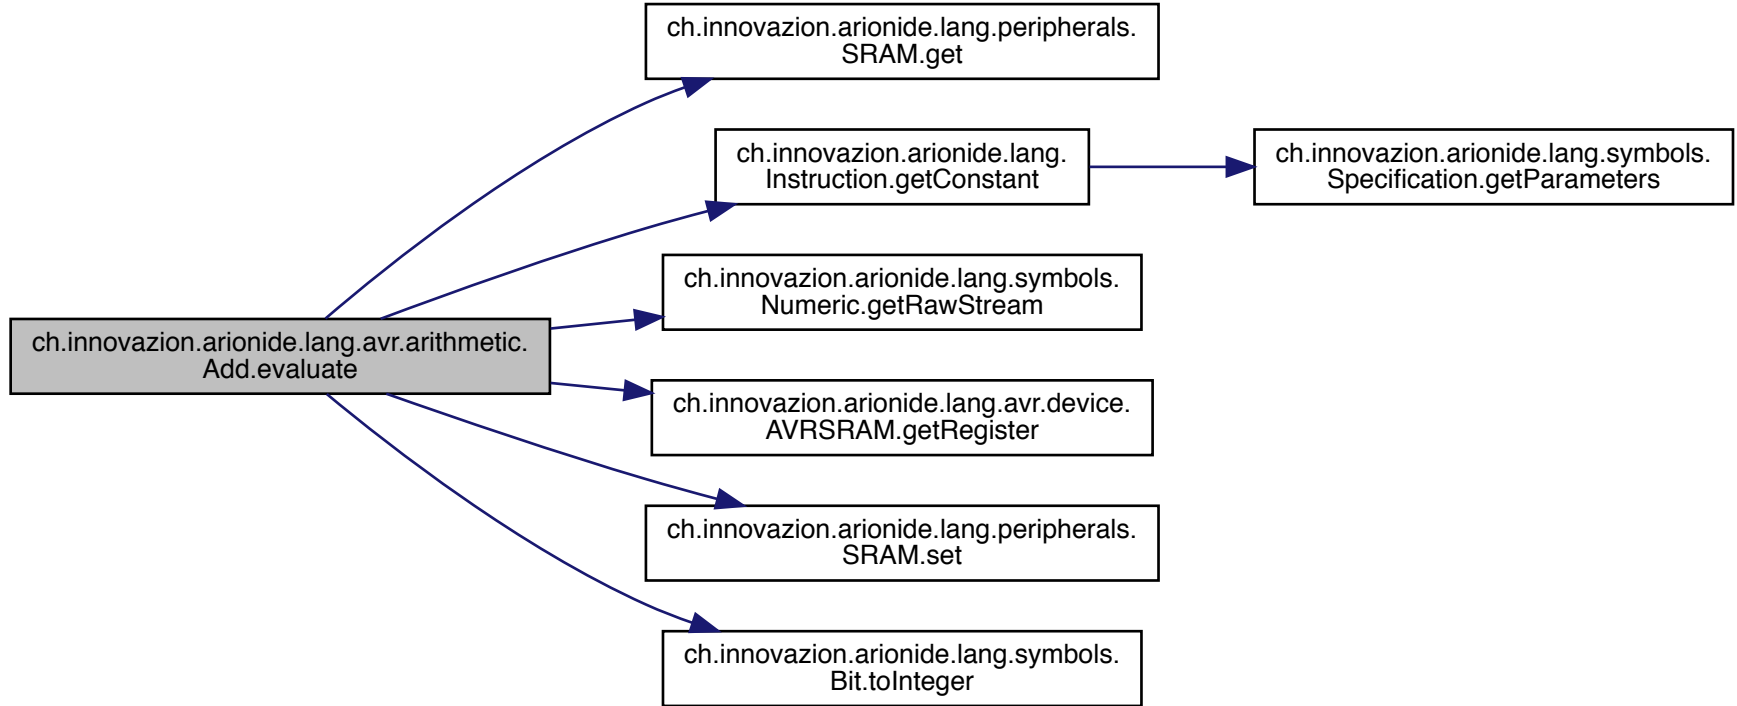 ch.innovazion.arionide.lang.peripherals.
SRAM.get
ch.innovazion.arionide.lang.
Instruction.getConstant
ch.innovazion.arionide.lang.symbols.
Specification.getParameters
ch.innovazion.arionide.lang.symbols.
Numeric.getRawStream
ch.innovazion.arionide.lang.avr.arithmetic.
Add.evaluate
ch.innovazion.arionide.lang.avr.device.
AVRSRAM.getRegister
ch.innovazion.arionide.lang.peripherals.
SRAM.set
ch.innovazion.arionide.lang.symbols.
Bit.toInteger